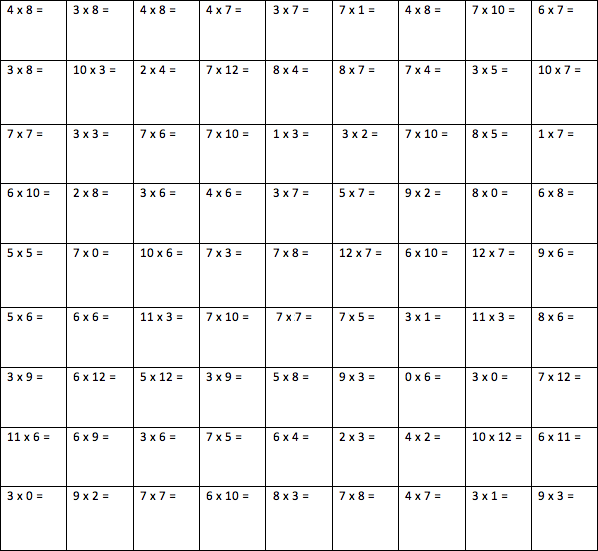 4 x 8 = 3 x 8 = 4 x 8 = 4 x 7 = 3 x 7 = 7 x 1 = 4 x 8 = 7 x 10 = 6 x 7 =
3 x 8 = 10 x 3 = 2 x 4 = 7 x 12 = 8 x 4 = 8 x 7 = 7 x 4 = 3 x 5 = 10 x 7 =
7 x 7 = 3 x 3 = 7 x 6 = 7 x 10 = 1 x 3 = 3 x 2 = 7 x 10 = 8 x 5 = 1 x 7 =
6 x 10 = 2 x 8 = 3 x 6 = 4 x 6 = 3 x 7 = 5 x 7 = 9 x 2 = 8 x 0 = 6 x 8 =
5 x 5 = 7 x 0 = 10 x 6 = 7 x 3 = 7 x 8 = 12 x 7 = 6 x 10 = 12 x 7 = 9 x 6 =
5 x 6 = 6 x 6 = 11 x 3 = 7 x 10 = 7 x 7 = 7 x 5 = 3 x 1 = 11 x 3 = 8 x 6 =
3 x 9 = 6 x 12 = 5 x 12 = 3 x 9 = 5 x 8 = 9 x 3 = 0 x 6 = 3 x 0 = 7 x 12 =
11 x 6 = 6 x 9 = 3 x 6 = 7 x 5 = 6 x 4 = 2 x 3 = 4 x 2 = 10 x 12 = 6 x 11 =
3 x 0 = 9 x 2 = 7 x 7 = 6 x 10 = 8 x 3 = 7 x 8 = 4 x 7 = 3 x 1 = 9 x 3 =